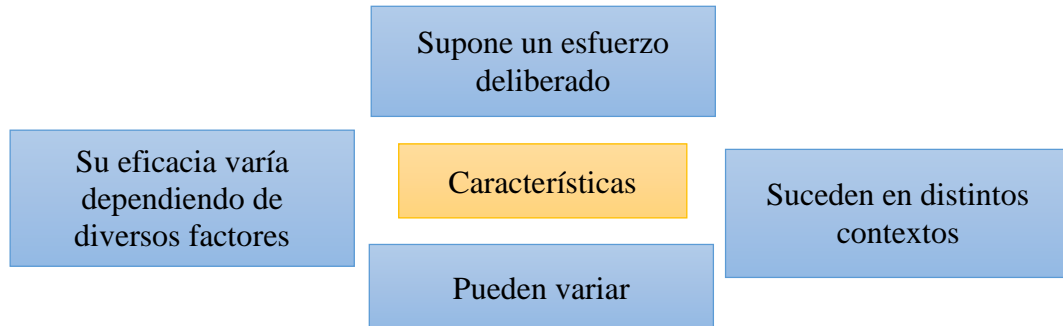 Supone un esfuerzo
deliberado
Su eficacia varía
dependiendo de
diversos factores
Características
Suceden en distintos
contextos
Pueden variar